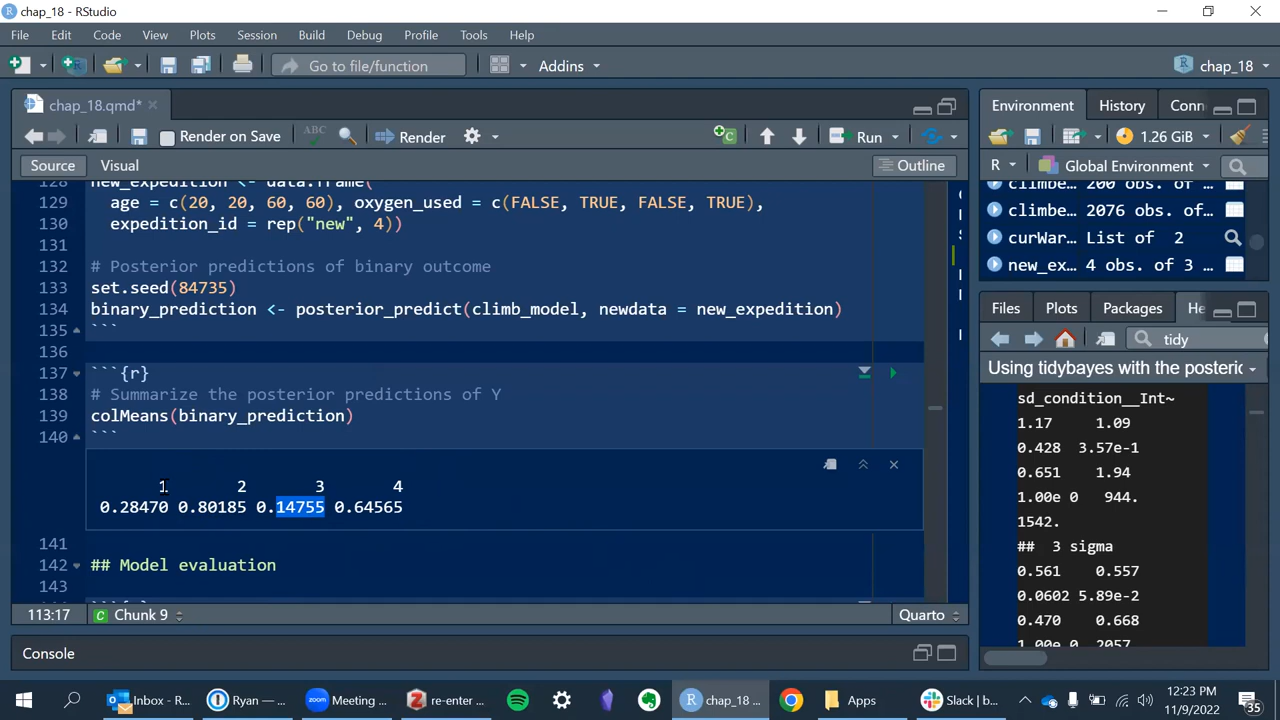 chap_18 - RStudio
File Edit Code View Plots Session Build Debug Profile Tools Help
Go to file/function Addins chap_18
chap_18.qmd*
Render on Save ABC Render Run
Source Visual Outline
128 new_expedition <- data.frame(
129 age = c(20, 20, 60, 60), oxygen_used = c(FALSE, TRUE, FALSE, TRUE),
130 expedition_id = rep("new", 4))
131
132 # Posterior predictions of binary outcome
133 set.seed(84735)
134 binary_prediction <- posterior_predict(climb_model, newdata = new_expedition)
135 ```
136
137 ```{r}
138 # Summarize the posterior predictions of Y
139 colMeans(binary_prediction)
140 ```
1 2 3 4
0.28470 0.80185 0.14755 0.64565
141
142 ## Model evaluation
143
113:17 Chunk 9 Quarto
Console
Environment History Conn
1.26 GiB
R Global Environment
climbe… 200 obs. of…
climbe… 2076 obs. of…
curWar… List of 2
new_ex… 4 obs. of 3 …
Files Plots Packages He
tidy
Using tidybayes with the posteric
sd_condition__Int~
1.17 1.09
0.428 3.57e-1
0.651 1.94
1.00e 0 944.
1542.
## 3 sigma
0.561 0.557
0.0602 5.89e-2
0.470 0.668
1.00e 0 2057.
Inbox - R... Ryan —... Meeting ... re-enter ... chap_18 ... Apps Slack | b... 12:23 PM
11/9/2022 35